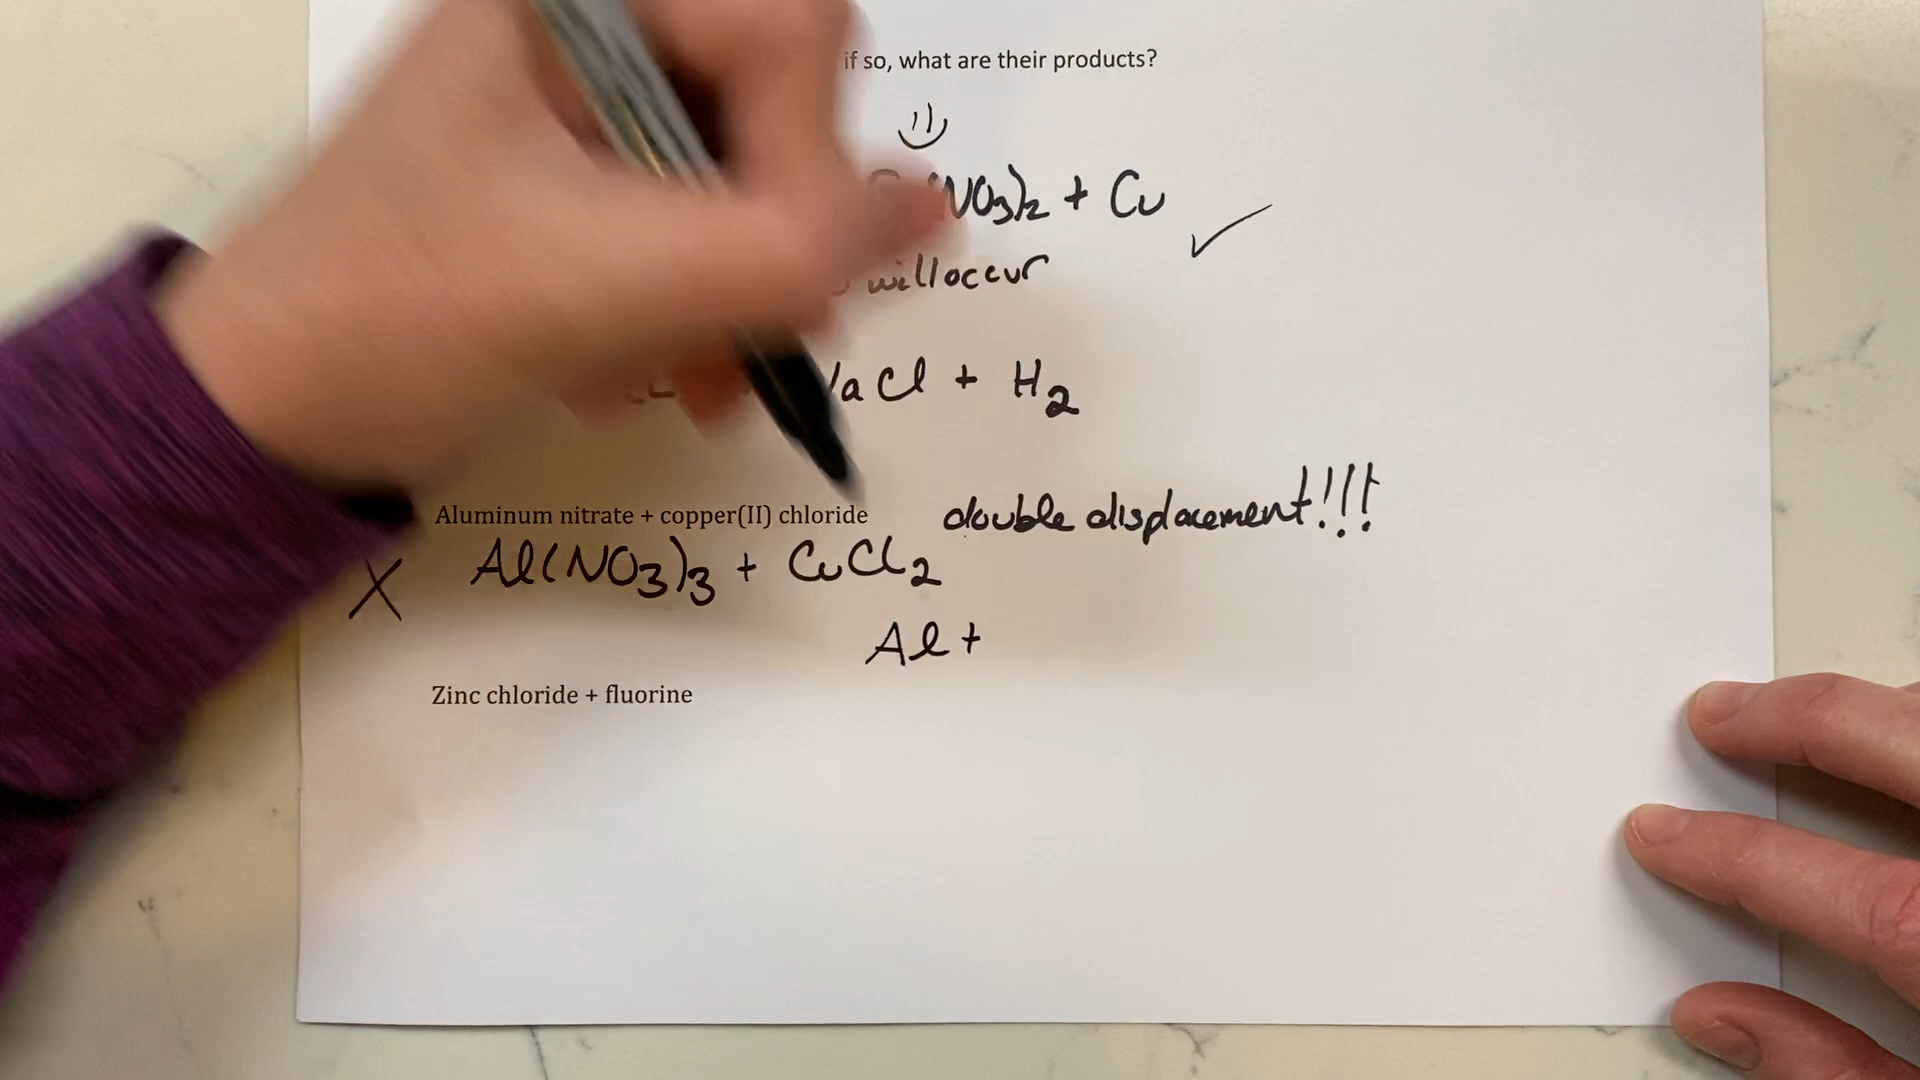 if so, what are their products?
NO3)2 + Cu
will occur
aCl + H2
Aluminum nitrate + copper(II) chloride double displacement!!!
X Al(NO3)3 + CuCl2
Al +
Zinc chloride + fluorine